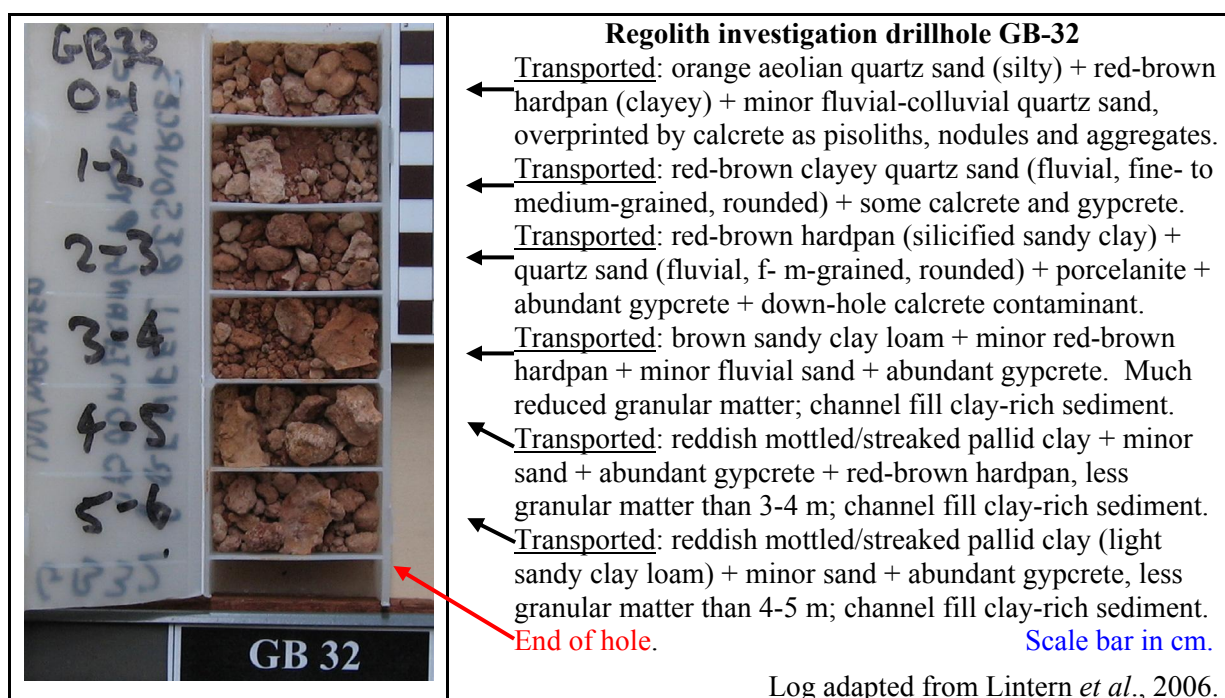 GB32
0-1
1-2
2-3
3-4
4-5
5-6
GB 32
Regolith investigation drillhole GB-32
Transported: orange aeolian quartz sand (silty) + red-brown
hardpan (clayey) + minor fluvial-colluvial quartz sand,
overprinted by calcrete as pisoliths, nodules and aggregates.
Transported: red-brown clayey quartz sand (fluvial, fine- to
medium-grained, rounded) + some calcrete and gypcrete.
Transported: red-brown hardpan (silicified sandy clay) +
quartz sand (fluvial, f- m-grained, rounded) + porcelanite +
abundant gypcrete + down-hole calcrete contaminant.
Transported: brown sandy clay loam + minor red-brown
hardpan + minor fluvial sand + abundant gypcrete.  Much
reduced granular matter; channel fill clay-rich sediment.
Transported: reddish mottled/streaked pallid clay + minor
sand + abundant gypcrete + red-brown hardpan, less
granular matter than 3-4 m; channel fill clay-rich sediment.
Transported: reddish mottled/streaked pallid clay (light
sandy clay loam) + minor sand + abundant gypcrete, less
granular matter than 4-5 m; channel fill clay-rich sediment.
End of hole. Scale bar in cm.
Log adapted from Lintern et al., 2006.